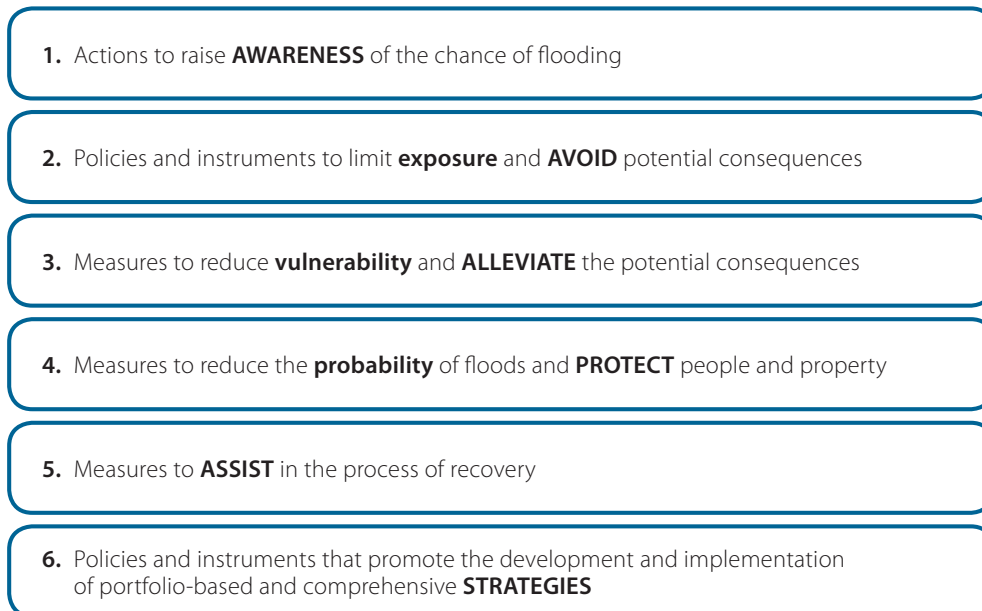 1. Actions to raise AWARENESS of the chance of flooding
2. Policies and instruments to limit exposure and AVOID potential consequences
3. Measures to reduce vulnerability and ALLEVIATE the potential consequences
4. Measures to reduce the probability of floods and PROTECT people and property
5. Measures to ASSIST in the process of recovery
6. Policies and instruments that promote the development and implementation
of portfolio-based and comprehensive STRATEGIES